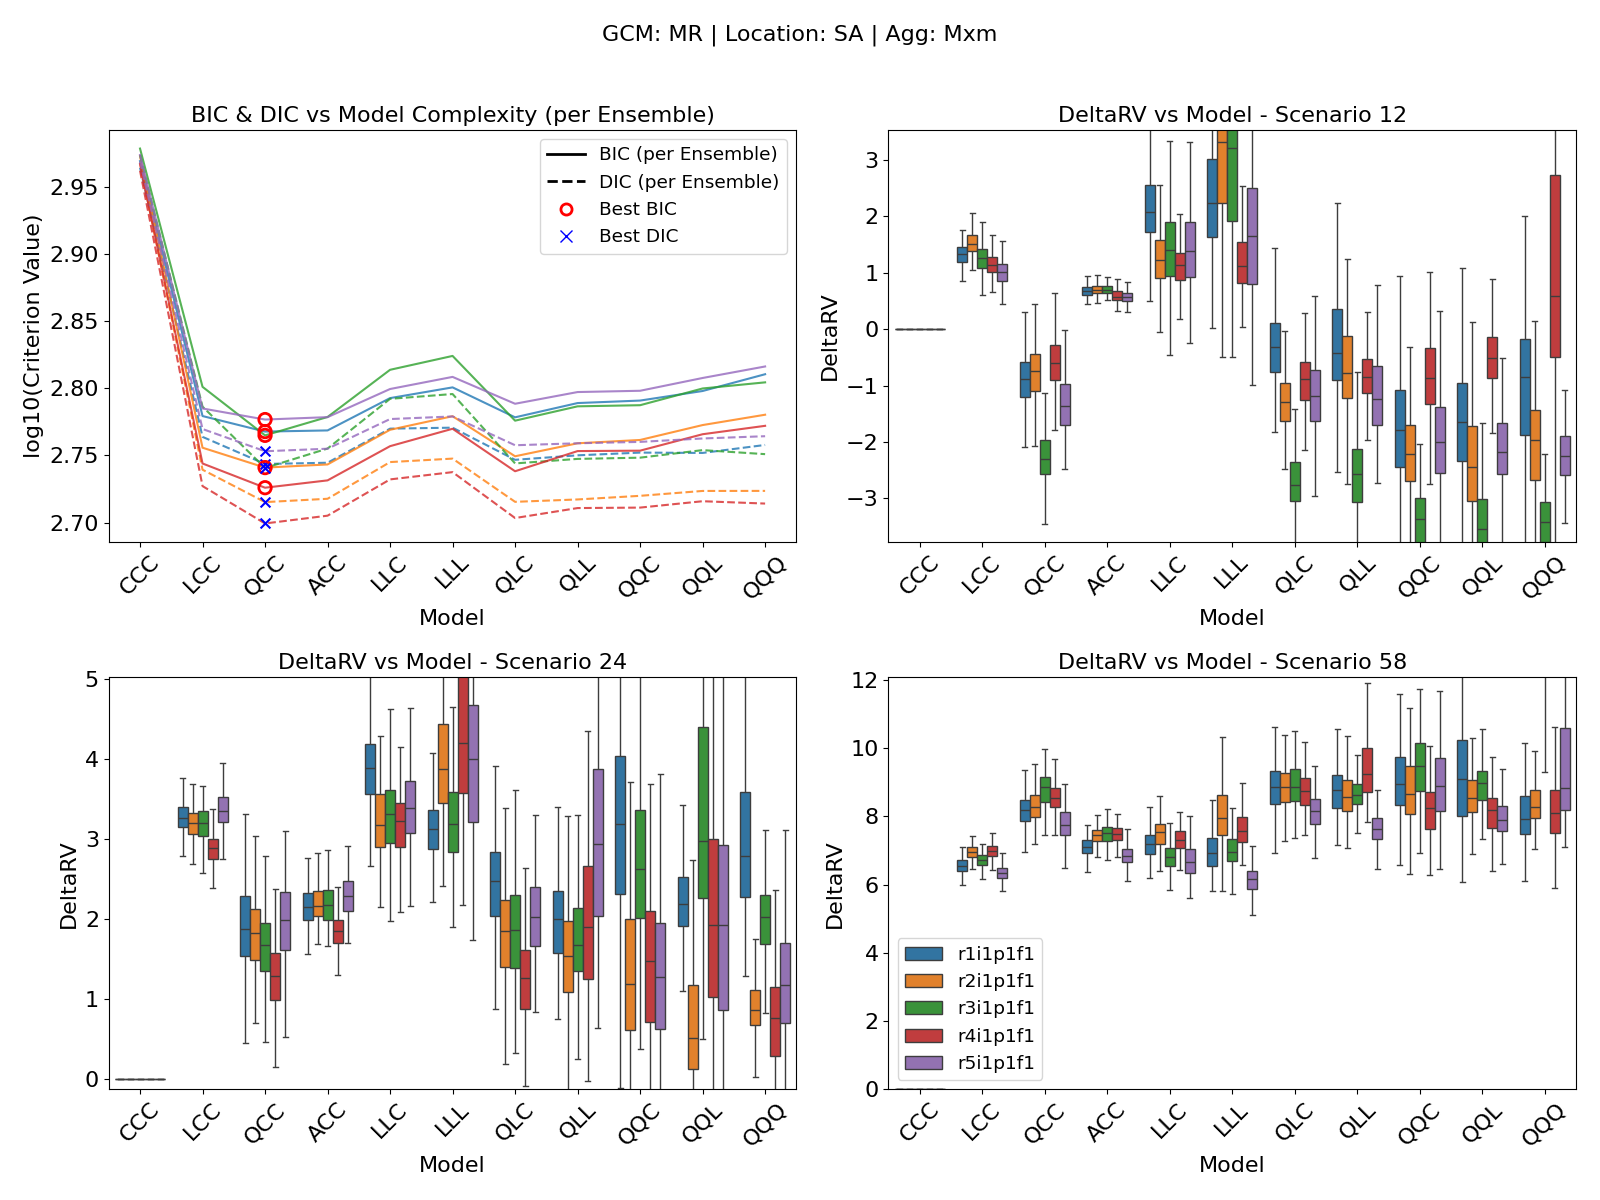 GCM: MR | Location: SA | Agg: Mxm
BIC & DIC vs Model Complexity (per Ensemble)
log10(Criterion Value)
2.95
2.90
2.85
2.80
2.75
2.70
BIC (per Ensemble)
DIC (per Ensemble)
Best BIC
Best DIC
CCC LCC QCC ACC LLC LLL QLC QLL QQC QQL QQQ
Model
DeltaRV vs Model - Scenario 12
DeltaRV
3
2
1
0
−1
−2
−3
CCC LCC QCC ACC LLC LLL QLC QLL QQC QQL QQQ
Model
DeltaRV vs Model - Scenario 24
DeltaRV
5
4
3
2
1
0
CCC LCC QCC ACC LLC LLL QLC QLL QQC QQL QQQ
Model
DeltaRV vs Model - Scenario 58
DeltaRV
12
10
8
6
4
2
0
r1i1p1f1
r2i1p1f1
r3i1p1f1
r4i1p1f1
r5i1p1f1
CCC LCC QCC ACC LLC LLL QLC QLL QQC QQL QQQ
Model